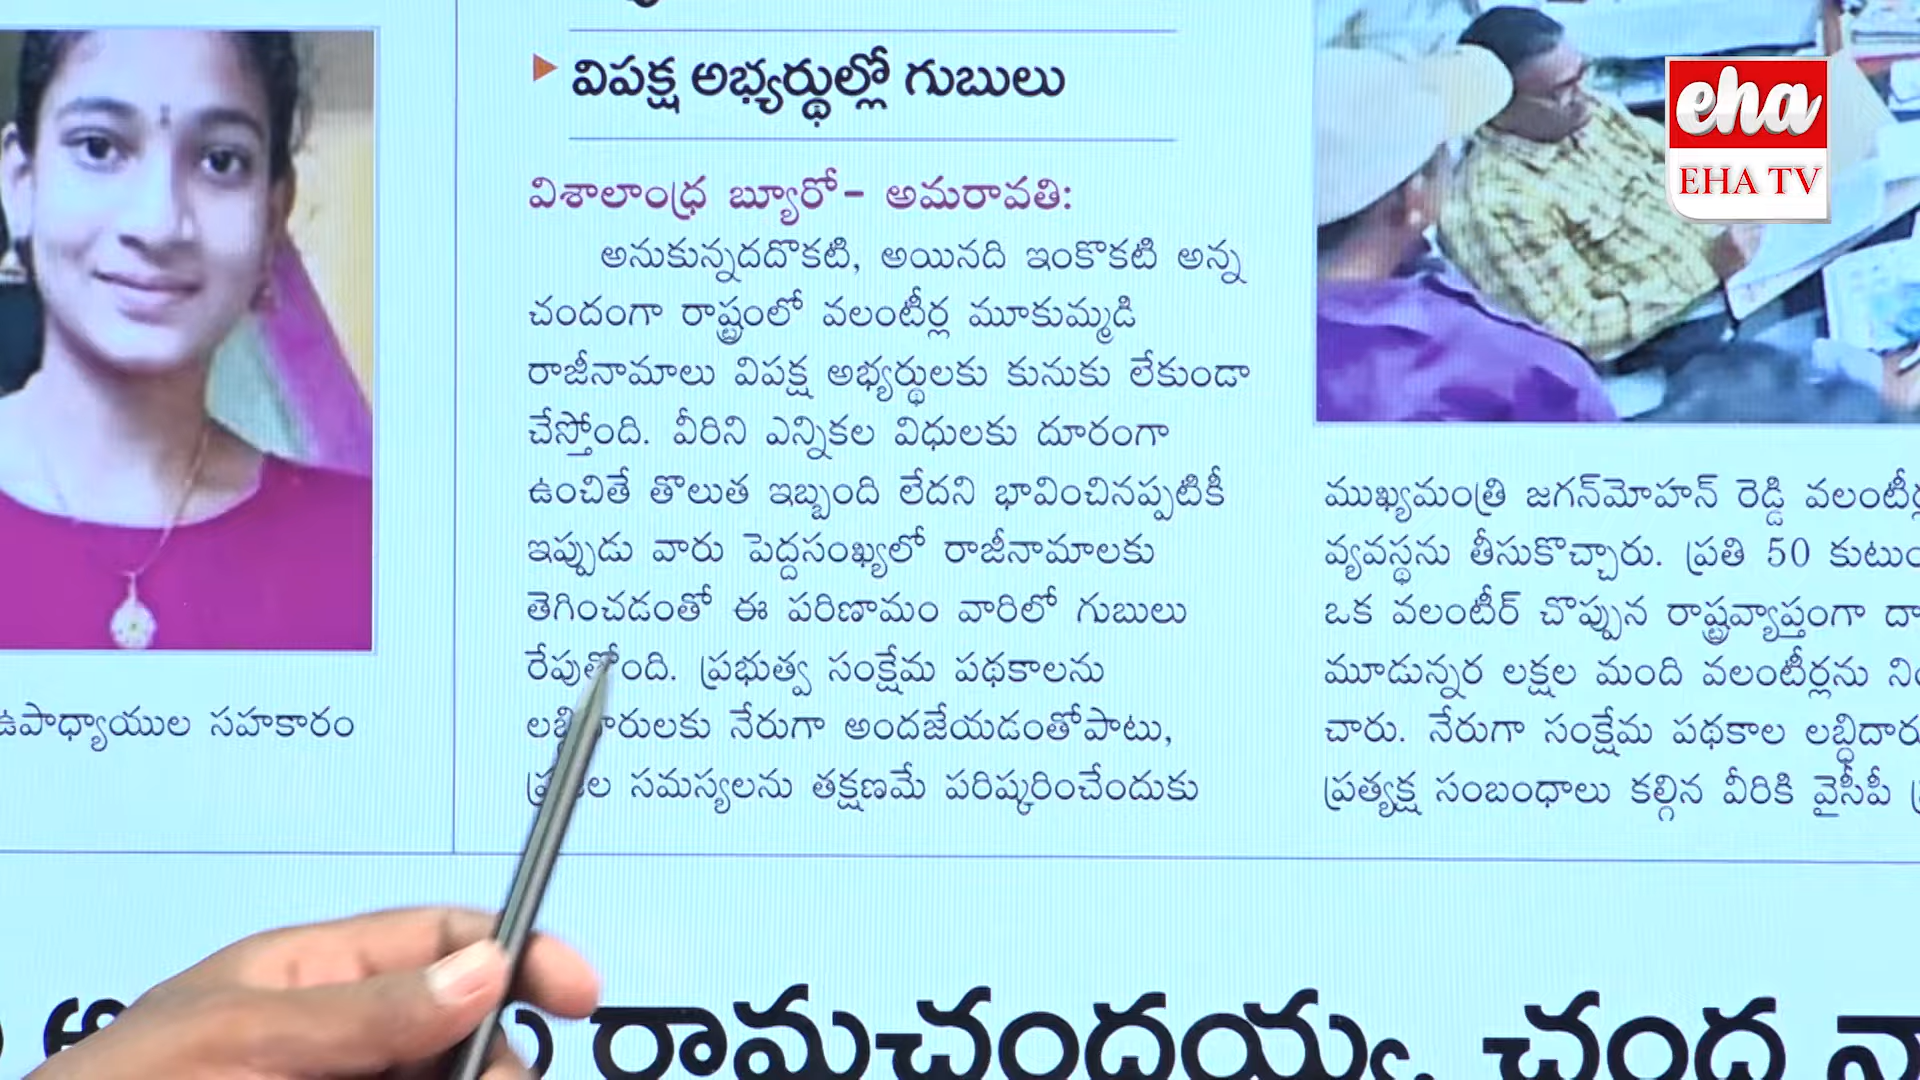 విపక్ష అభ్యర్థుల్లో గుబులు
విశాలాంధ్ర బ్యూరో– అమరావతి:
అనుకున్నదదొకటి, అయినది ఇంకొకటి అన్న
చందంగా రాష్ట్రంలో వలంటీర్ల మూకుమ్మడి
రాజీనామాలు విపక్ష అభ్యర్థులకు కునుకు లేకుండా
చేస్తోంది. వీరిని ఎన్నికల విధులకు దూరంగా
ఉంచితే తొలుత ఇబ్బంది లేదని భావించినప్పటికీ
ఇప్పుడు వారు పెద్దసంఖ్యలో రాజీనామాలకు
తెగించడంతో ఈ పరిణామం వారిలో గుబులు
రేపుతోంది. ప్రభుత్వ సంక్షేమ పథకాలను
నేరుగా అందజేయడంతోపాటు,
సమస్యలను తక్షణమే పరిష్కరించేందుకు
ముఖ్యమంత్రి జగన్‌మోహన్ రెడ్డి
వ్యవస్థను తీసుకొచ్చారు. ప్రతి 50
ఒక వలంటీర్ చొప్పున రాష్ట్రవ్యాప్తంగా
మూడున్నర లక్షల మంది వలంటీర్లను
చారు. నేరుగా సంక్షేమ పథకాల
ప్రత్యక్ష సంబంధాలు కల్గిన వీరికి వైసీపీ
ఉపాధ్యాయుల సహకారం
రామచంద్రయ్య, చంద్ర
eha
EHA TV